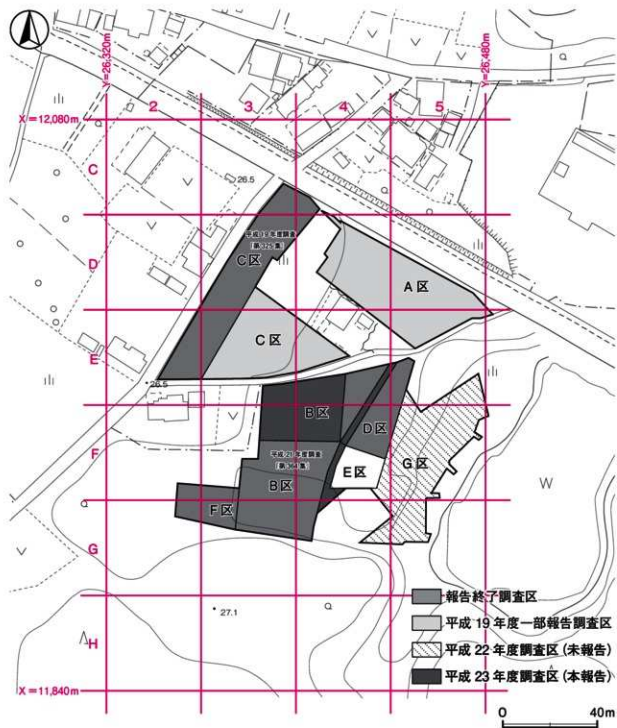 Y=26,320m
Y=26,480m
2
3
4
5
X=12,080m
C
26.5
平成19年度調査
C区
D
A区
C区
E
26.5
B区
D区
F
平成21年度調査
E区
G区
B区
W
F区
G
報告終了調査区
27.1
平成19年度一部報告調査区
H
平成22年度調査区(未報告)
平成23年度調査区(本報告)
X=11,840m
0 40m